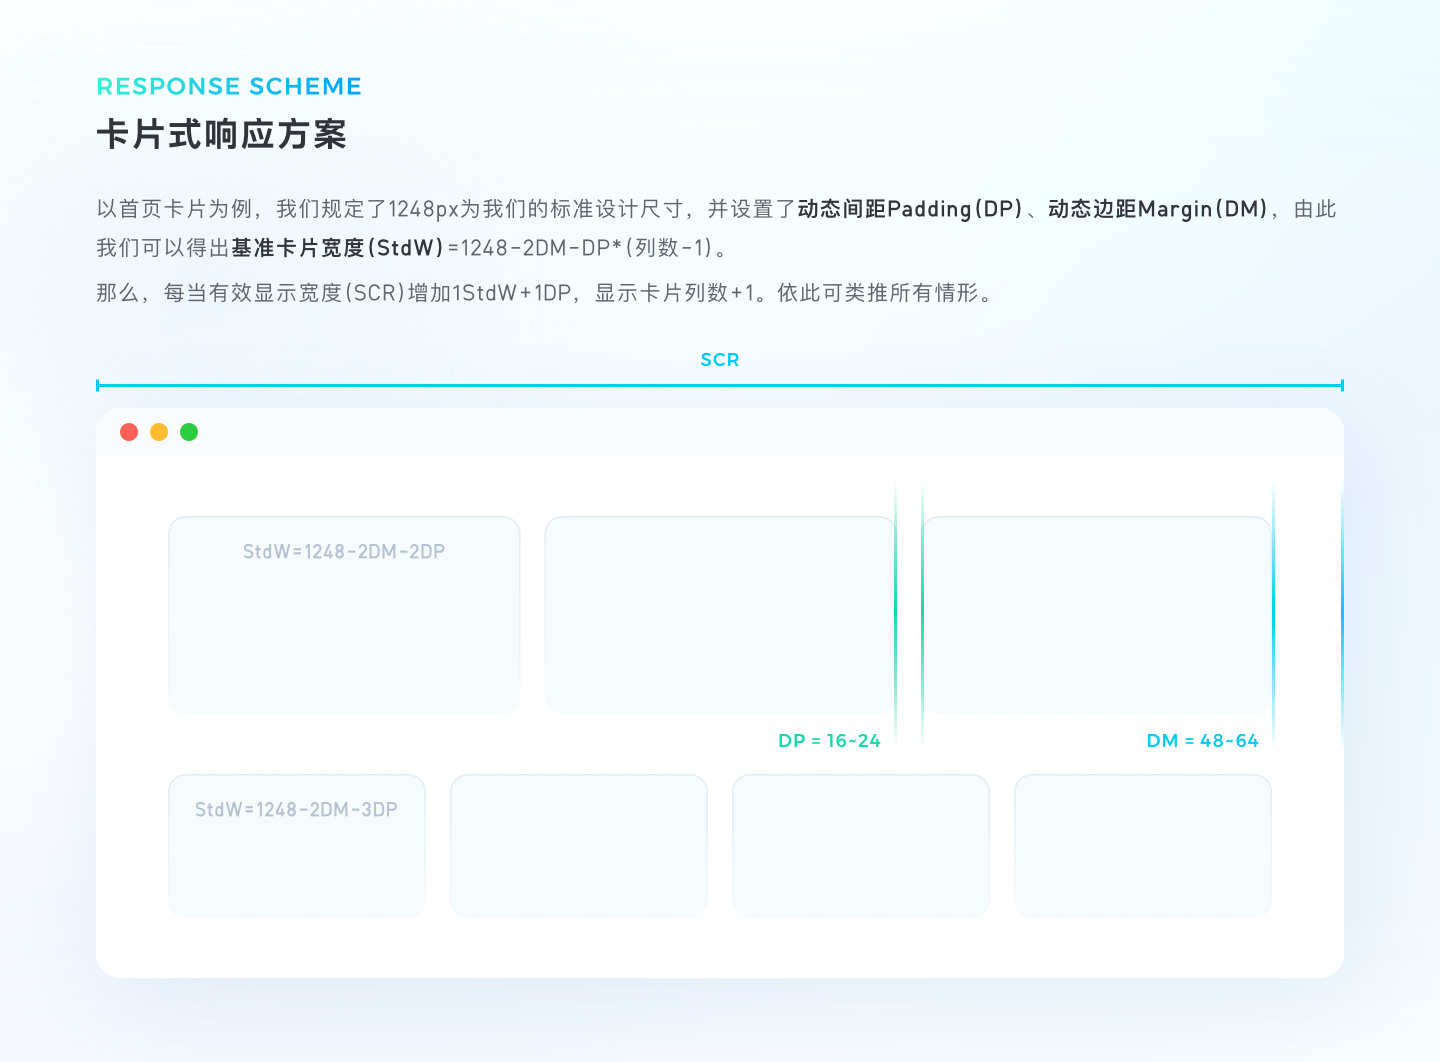 RESPONSE SCHEME
卡片式响应方案
以首页卡片为例，我们规定了1248px为我们的标准设计尺寸，并设置了动态间距Padding(DP)、动态边距Margin(DM)，由此
我们可以得出基准卡片宽度(StdW)=1248-2DM-DP*(列数-1)。
那么，每当有效显示宽度(SCR)增加1StdW+1DP，显示卡片列数+1。依此可类推所有情形。
SCR
StdW=1248-2DM-2DP
DP = 16~24
DM = 48~64
StdW=1248-2DM-3DP